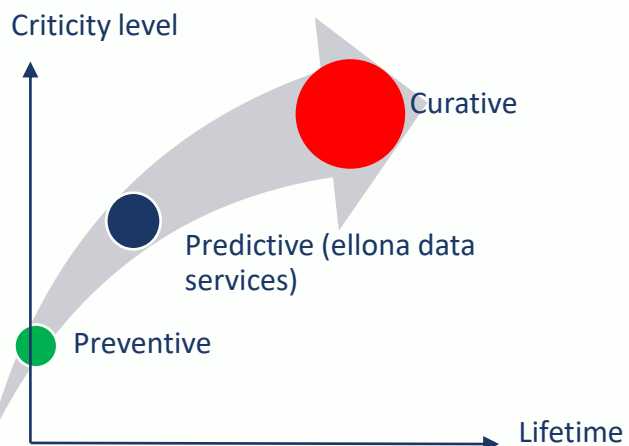 Criticity level
Curative
Predictive (ellona data
services)
Preventive
Lifetime